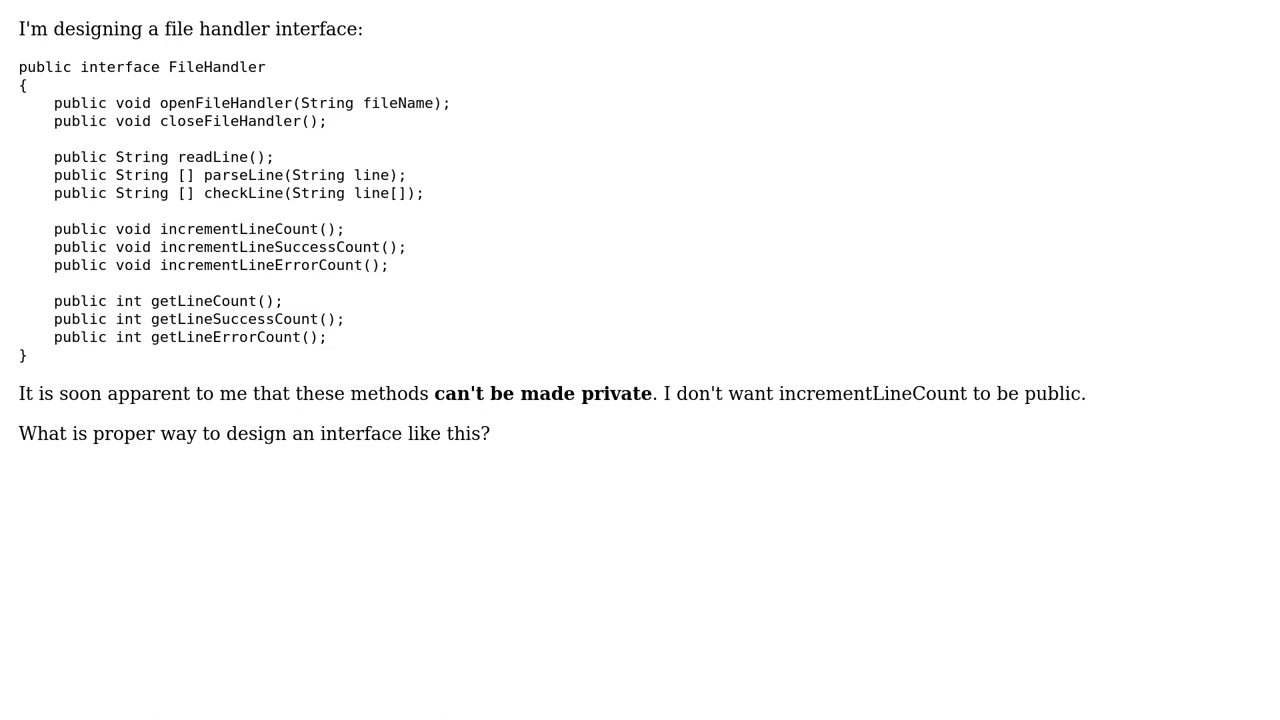 I'm designing a file handler interface:
public interface FileHandler
{
    public void openFileHandler(String fileName);
    public void closeFileHandler();

    public String readLine();
    public String [] parseLine(String line);
    public String [] checkLine(String line[]);

    public void incrementLineCount();
    public void incrementLineSuccessCount();
    public void incrementLineErrorCount();

    public int getLineCount();
    public int getLineSuccessCount();
    public int getLineErrorCount();
}
It is soon apparent to me that these methods can't be made private. I don't want incrementLineCount to be public.
What is proper way to design an interface like this?